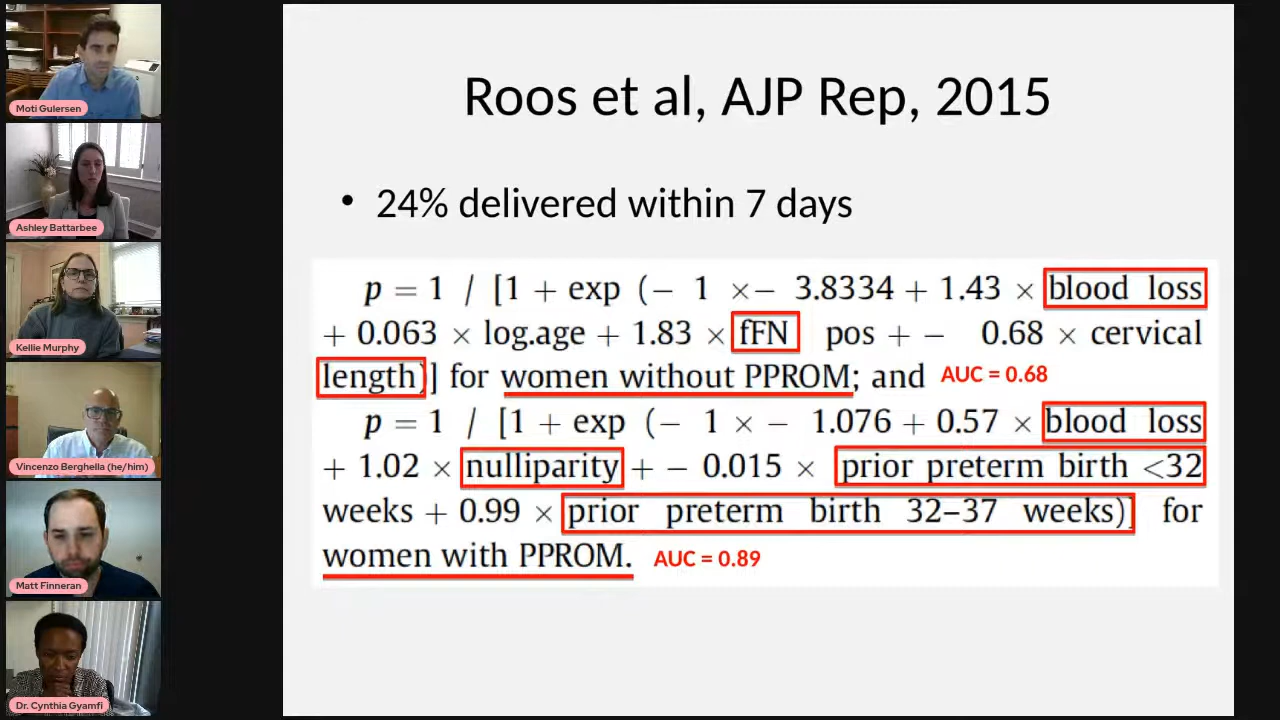 Moti Gulersen
Ashley Battarbee
Kellie Murphy
Vincenzo Berghella (he/him)
Matt Finneran
Dr. Cynthia Gyamfi
Roos et al, AJP Rep, 2015
• 24% delivered within 7 days
p = 1 / [1 + exp (− 1 ×− 3.8334 + 1.43 × blood loss
+ 0.063 × log.age + 1.83 × fFN pos + − 0.68 × cervical
length)] for women without PPROM; and AUC = 0.68
p = 1 / [1 + exp (− 1 × − 1.076 + 0.57 × blood loss
+ 1.02 × nulliparity + − 0.015 × prior preterm birth <32
weeks + 0.99 × prior preterm birth 32–37 weeks)] for
women with PPROM. AUC = 0.89